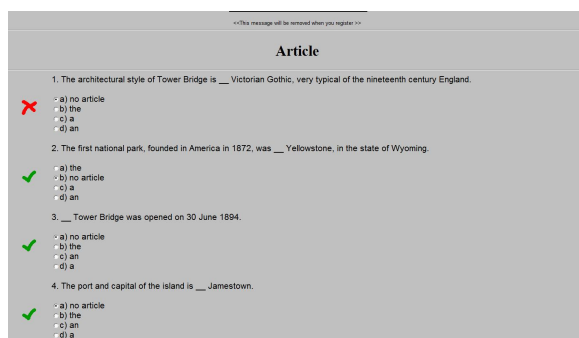 <<This message will be removed when you register >>
Article
1. The architectural style of Tower Bridge is __ Victorian Gothic, very typical of the nineteenth century England.
a) no article
b) the
c) a
d) an
2. The first national park, founded in America in 1872, was __ Yellowstone, in the state of Wyoming.
a) the
b) no article
c) a
d) an
3. __ Tower Bridge was opened on 30 June 1894.
a) no article
b) the
c) an
d) a
4. The port and capital of the island is __ Jamestown.
a) no article
b) the
c) an
d) a